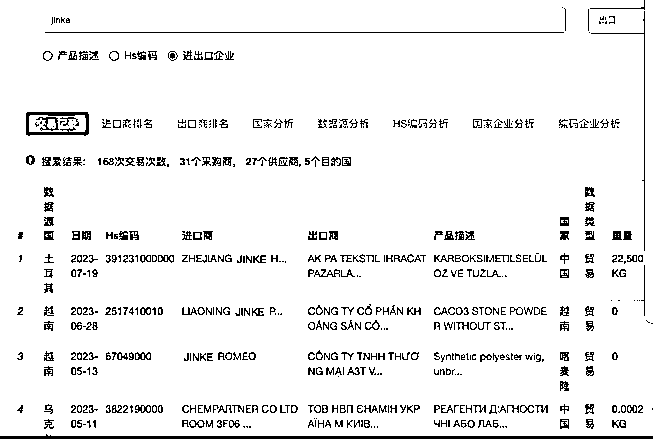 jinke
出口
产品描述 Hs编码 进出口企业
交易记录 进口商排名 出口商排名 国家分析 数据源分析 HS编码分析 国家企业分析 编码企业分析
搜索结果: 168次交易次数, 31个采购商, 27个供应商, 5个目的国
# 数据源国 日期 Hs编码 进口商 出口商 产品描述 国家 数据类型 重量
1 土耳其 2023-07-19 391231000000 ZHEJIANG JINKE H... AK PA TEKSTIL IHRACAT PAZARLA... KARBOKSİMETİLSELÜLOZ VE TUZLA... 中国 贸易 22,500 KG
2 越南 2023-06-28 2517410010 LIAONING JINKE P... CÔNG TY CỔ PHẦN KHOÁNG SẢN CÔ... CACO3 STONE POWDER WITHOUT ST... 越南 贸易 0
3 越南 2023-05-13 67049000 JINKE ROMEO CÔNG TY TNHH THƯƠNG MẠI A3T V... Synthetic polyester wig, unbr... 喀麦隆 贸易 0
4 乌克 2023-05-11 3822190000 CHEMPARTNER CO LTD ROOM 3F06 ... ТОВ НВП ЄНАМІН УКРАЇНА М КИЇВ... РЕАГЕНТИ ДІАГНОСТИЧНІ АБО ЛАБ... 中国 贸易 0.0002 KG